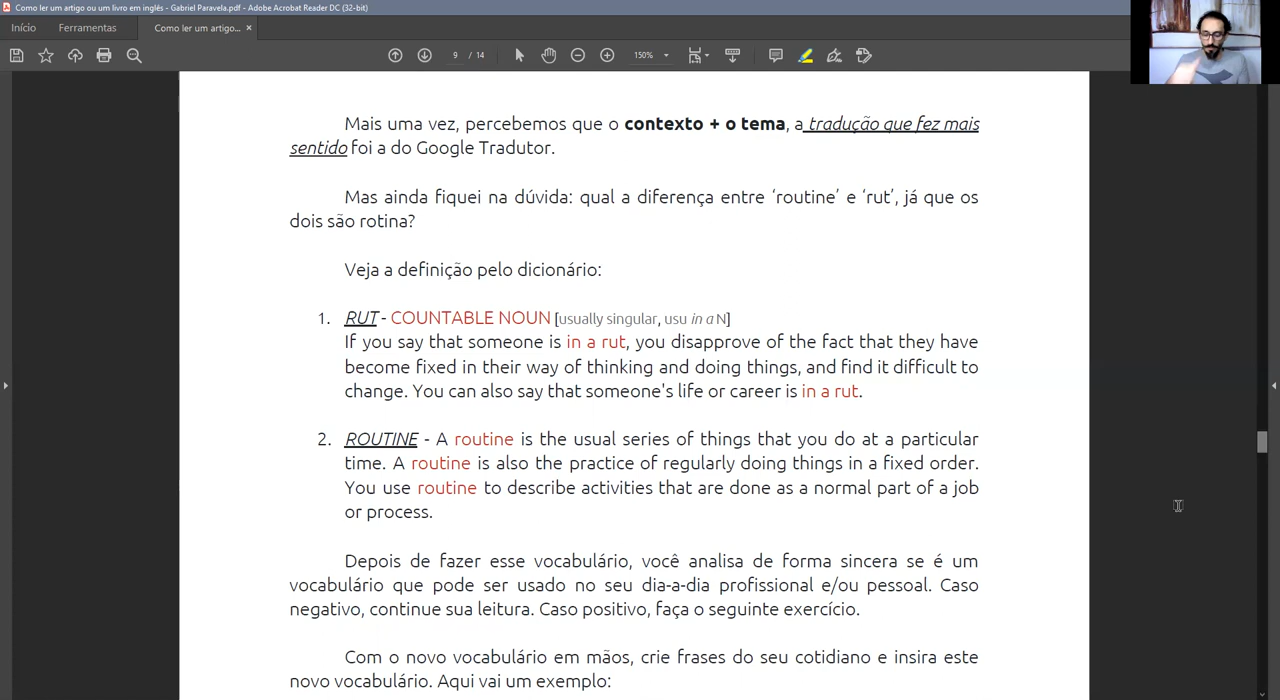 Como ler um artigo ou um livro em inglês - Gabriel Paravela.pdf - Adobe Acrobat Reader DC (32-bit)
Início Ferramentas Como ler um artigo... ×
9 / 14 150%
Mais uma vez, percebemos que o contexto + o tema, a tradução que fez mais
sentido foi a do Google Tradutor.
Mas ainda fiquei na dúvida: qual a diferença entre ‘routine’ e ‘rut’, já que os
dois são rotina?
Veja a definição pelo dicionário:
1. RUT - COUNTABLE NOUN [usually singular, usu in a N]
If you say that someone is in a rut, you disapprove of the fact that they have
become fixed in their way of thinking and doing things, and find it difficult to
change. You can also say that someone's life or career is in a rut.
2. ROUTINE - A routine is the usual series of things that you do at a particular
time. A routine is also the practice of regularly doing things in a fixed order.
You use routine to describe activities that are done as a normal part of a job
or process.
Depois de fazer esse vocabulário, você analisa de forma sincera se é um
vocabulário que pode ser usado no seu dia-a-dia profissional e/ou pessoal. Caso
negativo, continue sua leitura. Caso positivo, faça o seguinte exercício.
Com o novo vocabulário em mãos, crie frases do seu cotidiano e insira este
novo vocabulário. Aqui vai um exemplo: